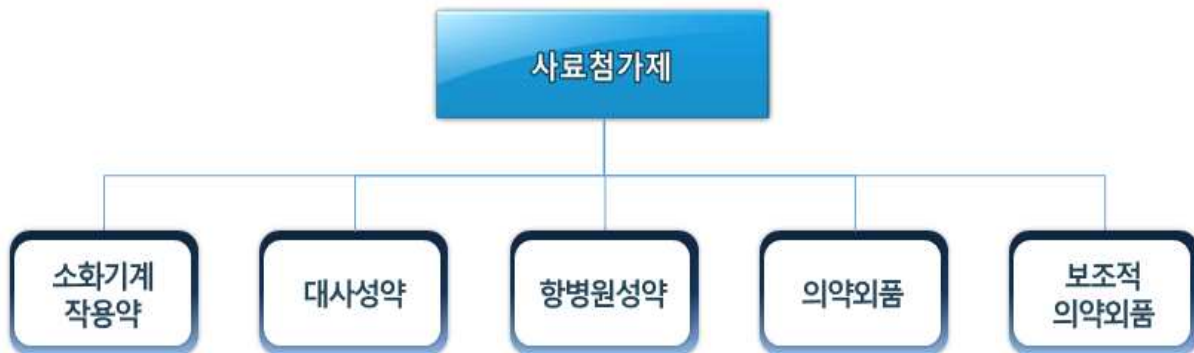 사료첨가제
소화기계
작용약
대사성약
항병원성약
의약외품
보조적
의약외품